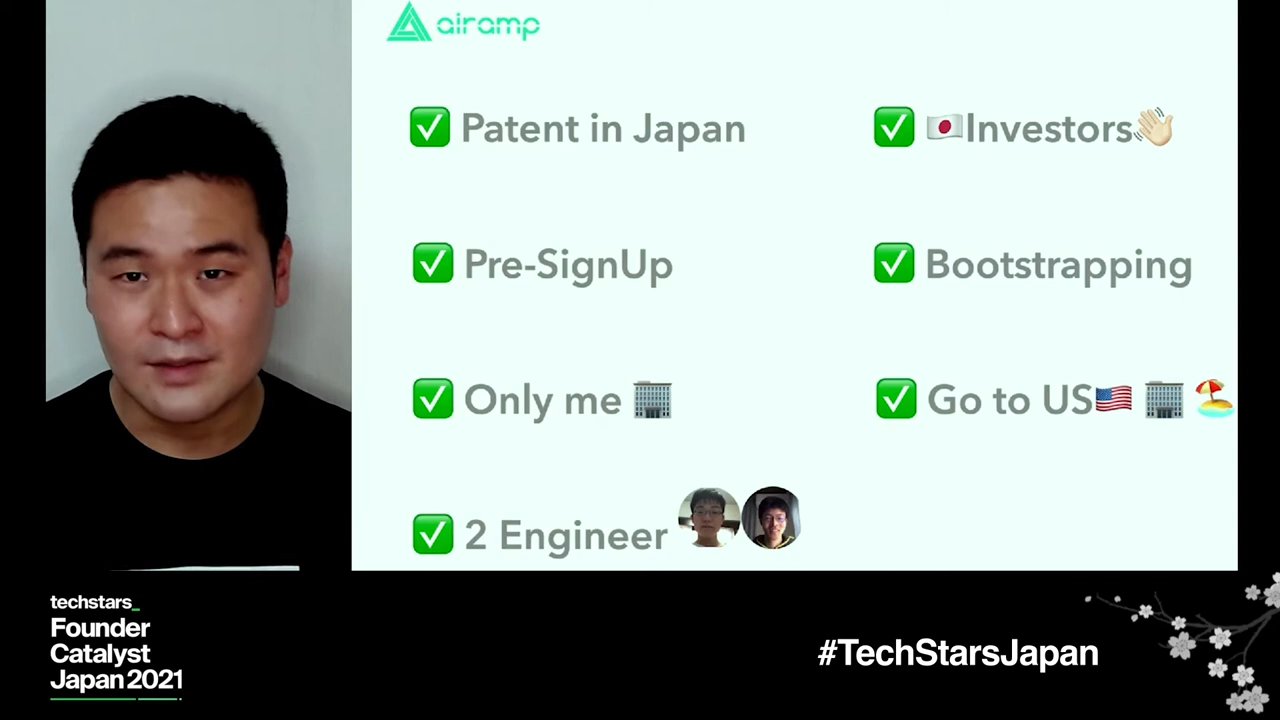 airamp
Patent in Japan
Investors
Pre-SignUp
Bootstrapping
Only me
Go to US
2 Engineer
techstars_
Founder
Catalyst
Japan 2021
#TechStarsJapan